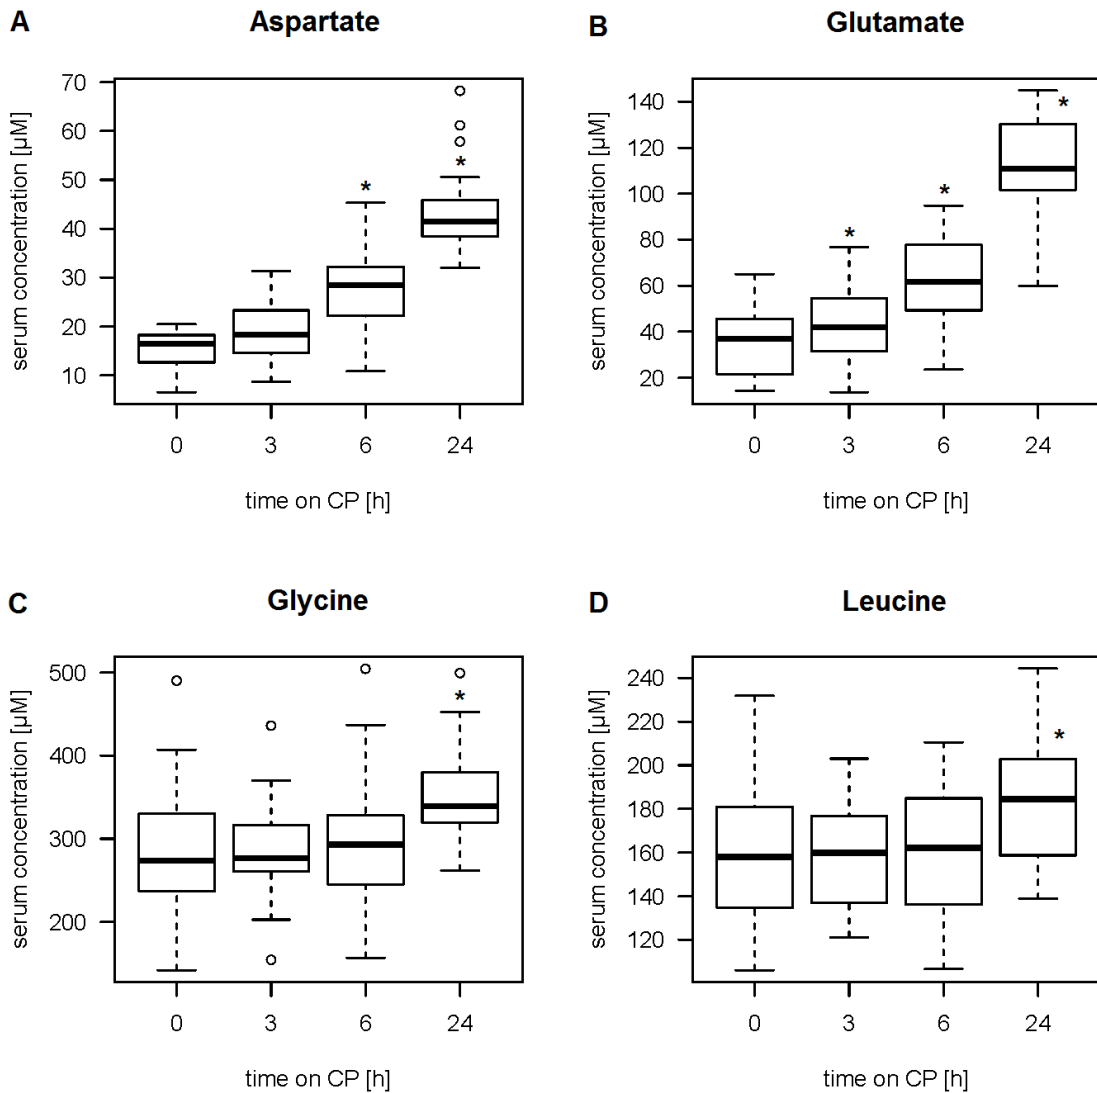 A Aspartate
serum concentration [µM]
70
60
50
40
30
20
10
* *
0 3 6 24
time on CP [h]
B Glutamate
serum concentration [µM]
140
120
100
80
60
40
20
* * *
0 3 6 24
time on CP [h]
C Glycine
serum concentration [µM]
500
400
300
200
*
0 3 6 24
time on CP [h]
D Leucine
serum concentration [µM]
240
220
200
180
160
140
120
*
0 3 6 24
time on CP [h]